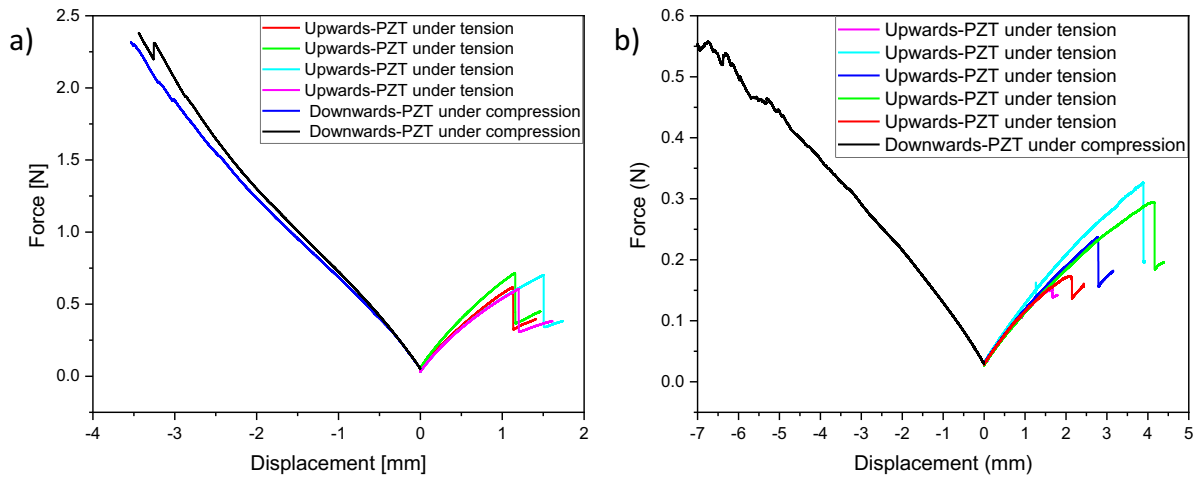 a)
Force [N]
2.5
2.0
1.5
1.0
0.5
0.0
Upwards-PZT under tension
Upwards-PZT under tension
Upwards-PZT under tension
Upwards-PZT under tension
Downwards-PZT under compression
Downwards-PZT under compression
-4 -3 -2 -1 0 1 2
Displacement [mm]
b)
Force (N)
0.6
0.5
0.4
0.3
0.2
0.1
0.0
Upwards-PZT under tension
Upwards-PZT under tension
Upwards-PZT under tension
Upwards-PZT under tension
Upwards-PZT under tension
Downwards-PZT under compression
-7 -6 -5 -4 -3 -2 -1 0 1 2 3 4 5
Displacement (mm)